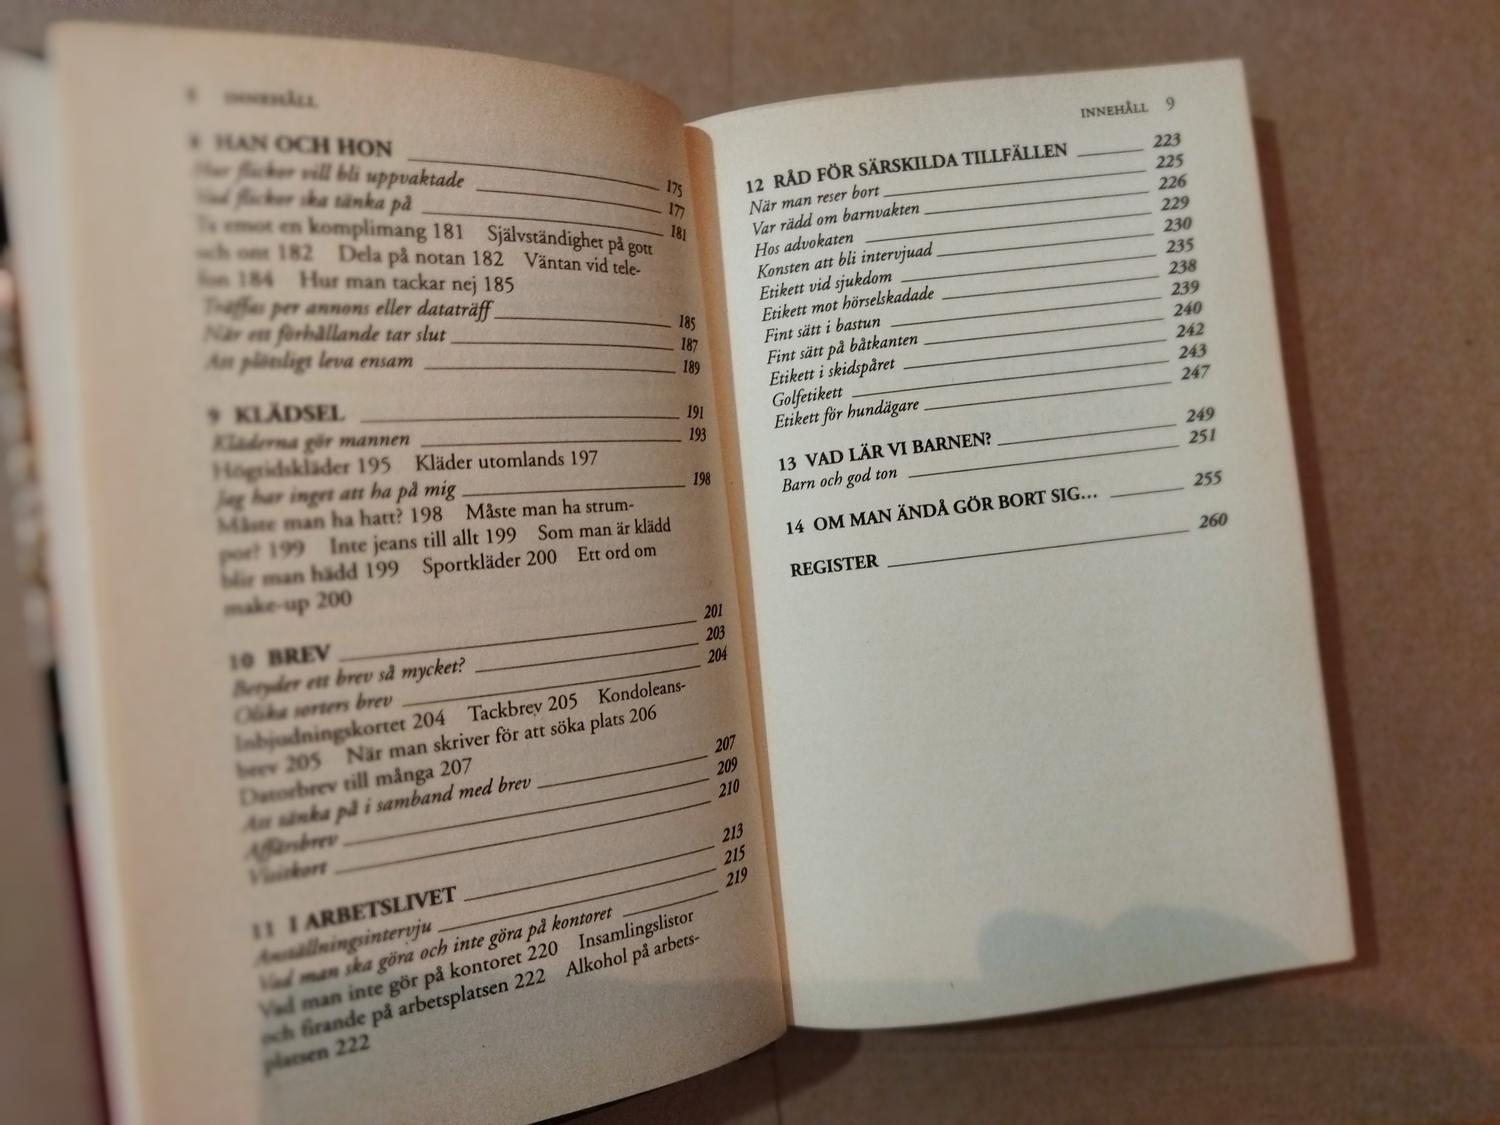 8 INNEHÅLL
8 HAN OCH HON 175
Hur flickor vill bli uppvaktade 177
Vad flickor ska tänka på 181
Ta emot en komplimang 181 Självständighet på gott
och ont 182 Dela på notan 182 Väntan vid tele-
fon 184 Hur man tackar nej 185
Träffas per annons eller dataträff 185
När ett förhållande tar slut 187
Att plötsligt leva ensam 189
9 KLÄDSEL 191
Kläderna gör mannen 193
Högtidskläder 195 Kläder utomlands 197
Jag har inget att ha på mig 198
Måste man ha hatt? 198 Måste man ha strum-
por? 199 Inte jeans till allt 199 Som man är klädd
blir man hädd 199 Sportkläder 200 Ett ord om
make-up 200
10 BREV 201
Betyder ett brev så mycket? 203
Olika sorters brev 204
Inbjudningskortet 204 Tackbrev 205 Kondoleans-
brev 205 När man skriver för att söka plats 206
Datorbrev till många 207
Att tänka på i samband med brev 207
Affärsbrev 209
Visitkort 210
11 I ARBETSLIVET 213
Anställningsintervju 215
Vad man ska göra och inte göra på kontoret 219
Vad man inte gör på kontoret 220 Insamlingslistor
och firande på arbetsplatsen 222 Alkohol på arbets-
platsen 222
INNEHÅLL 9
12 RÅD FÖR SÄRSKILDA TILLFÄLLEN 223
När man reser bort 225
Var rädd om barnvakten 226
Hos advokaten 229
Konsten att bli intervjuad 230
Etikett vid sjukdom 235
Etikett mot hörselskadade 238
Fint sätt i bastun 239
Fint sätt på båtkanten 240
Etikett i skidspåret 242
Golfetikett 243
Etikett för hundägare 247
13 VAD LÄR VI BARNEN? 249
Barn och god ton 251
14 OM MAN ÄNDÅ GÖR BORT SIG... 255
REGISTER 260